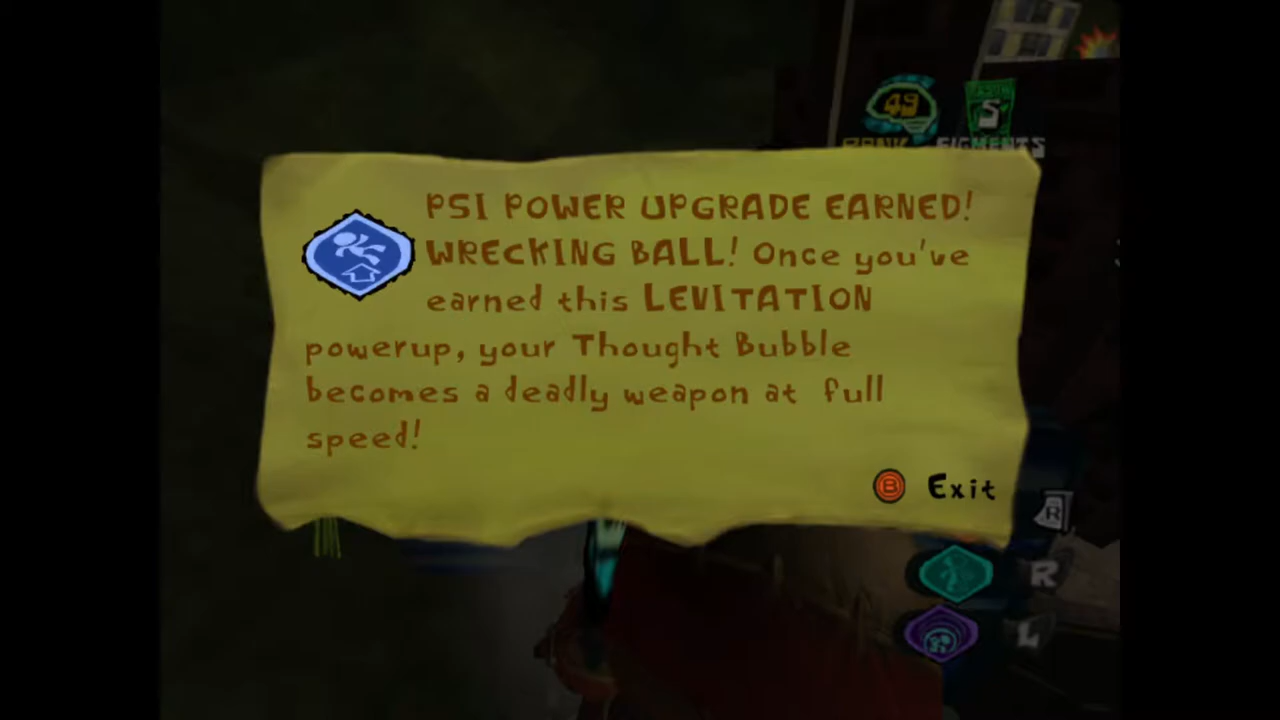 49 S
RANK FIGMENTS
PSI POWER UPGRADE EARNED!
WRECKING BALL! Once you've
earned this LEVITATION
powerup, your Thought Bubble
becomes a deadly weapon at full
speed!
B Exit
R
R
L